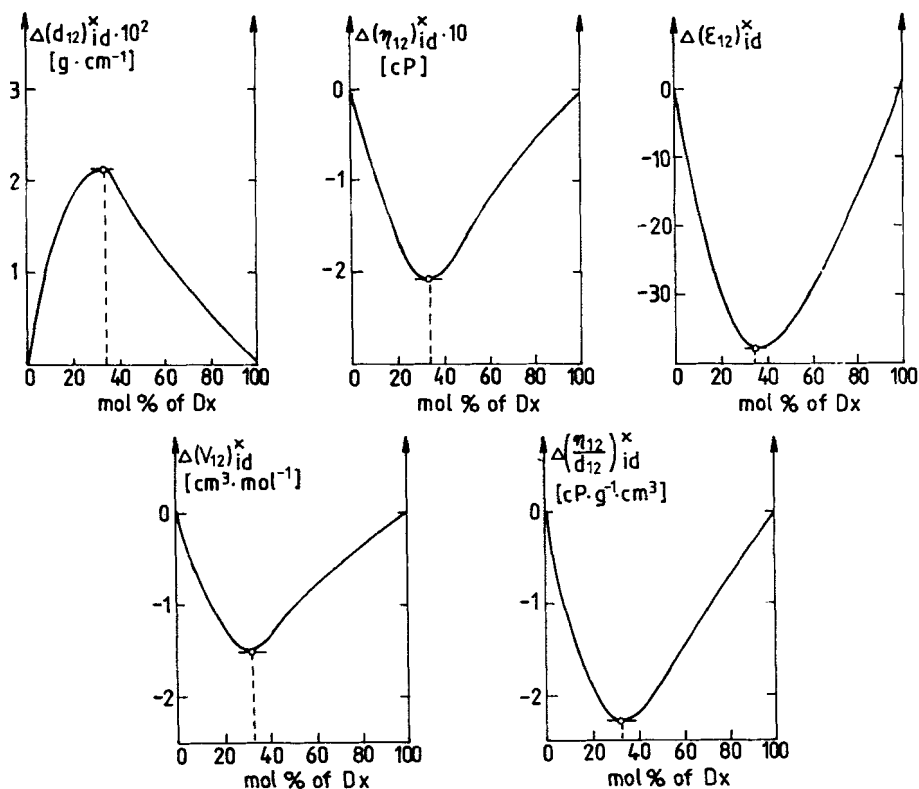 Δ(d₁₂)ˣid · 10²
[g · cm⁻¹]
3
2
1
0 20 40 60 80 100
mol % of Dx
Δ(η₁₂)ˣid · 10
[cP]
0
-1
-2
0 20 40 60 80 100
mol % of Dx
Δ(ε₁₂)ˣid
0
-10
-20
-30
0 20 40 60 80 100
mol % of Dx
Δ(V₁₂)ˣid
[cm³ · mol⁻¹]
0
-1
-2
0 20 40 60 80 100
mol % of Dx
Δ(η₁₂/d₁₂)ˣid
[cP · g⁻¹ · cm³]
0
-1
-2
0 20 40 60 80 100
mol % of Dx